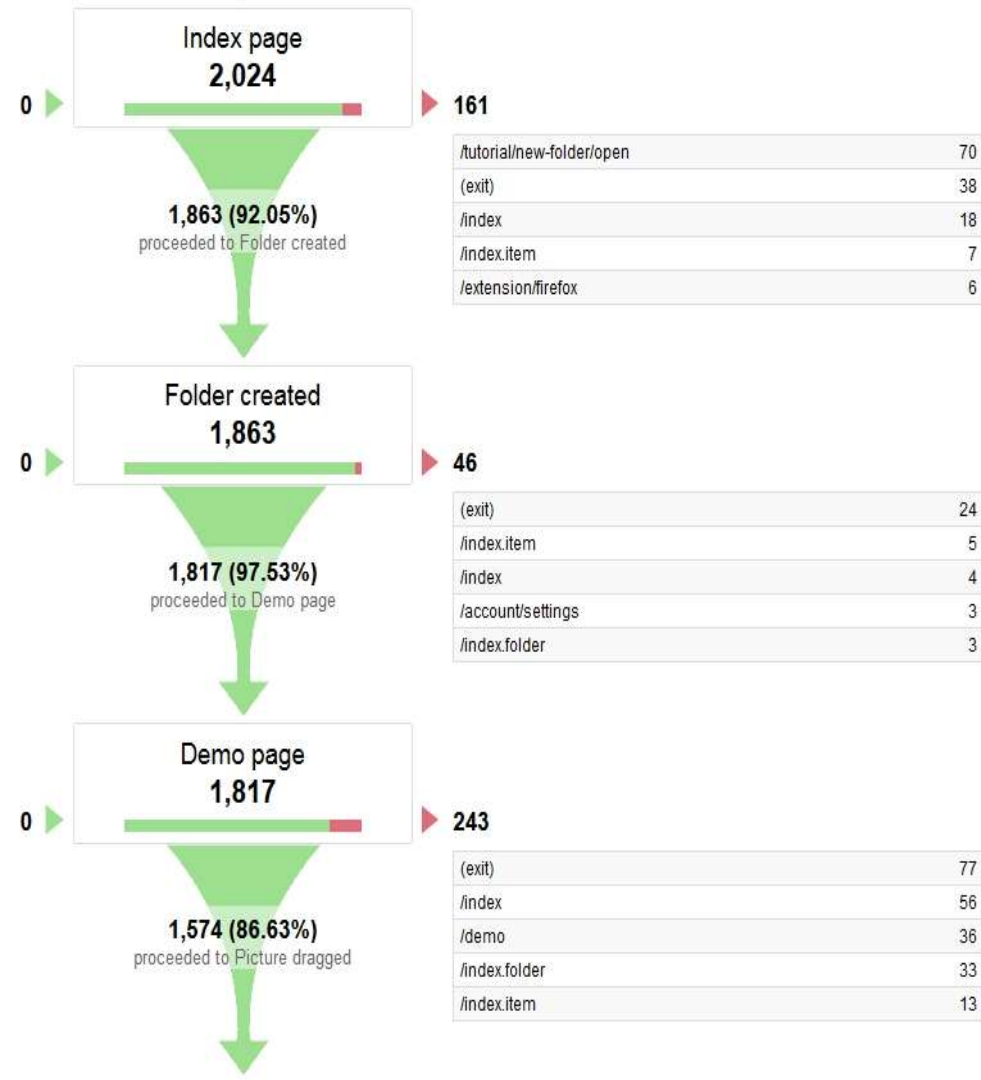 Index page
2,024
0
161
/tutorial/new-folder/open 70
(exit) 38
/index 18
/index.item 7
/extension/firefox 6
1,863 (92.05%)
proceeded to Folder created
Folder created
1,863
0
46
(exit) 24
/index.item 5
/index 4
/account/settings 3
/index.folder 3
1,817 (97.53%)
proceeded to Demo page
Demo page
1,817
0
243
(exit) 77
/index 56
/demo 36
/index.folder 33
/index.item 13
1,574 (86.63%)
proceeded to Picture dragged